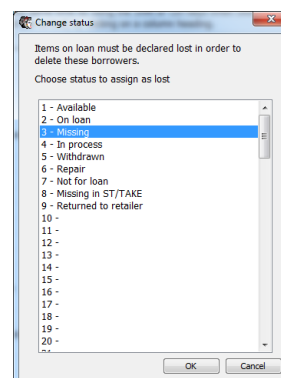 Change status
Items on loan must be declared lost in order to
delete these borrowers.
Choose status to assign as lost
1 - Available
2 - On loan
3 - Missing
4 - In process
5 - Withdrawn
6 - Repair
7 - Not for loan
8 - Missing in ST/TAKE
9 - Returned to retailer
10 -
11 -
12 -
13 -
14 -
15 -
16 -
17 -
18 -
19 -
20 -
OK Cancel